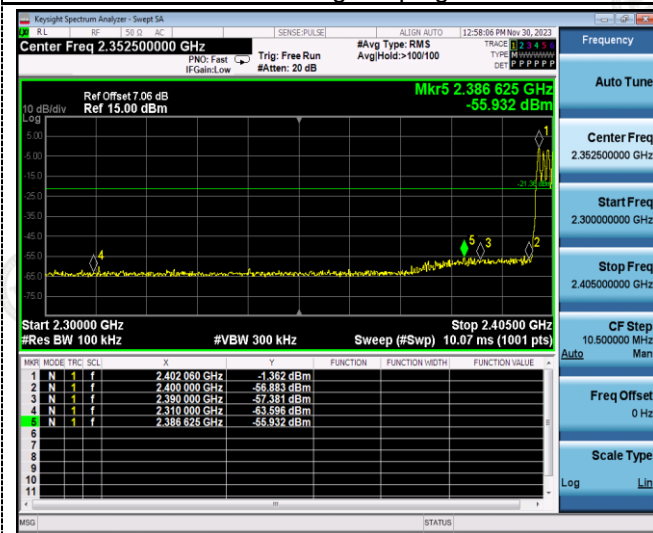 Keysight Spectrum Analyzer - Swept SA
RL RF 50 Ω AC SENSE:PULSE ALIGN AUTO 12:58:06 PM Nov 30, 2023
Center Freq 2.352500000 GHz
PNO: Fast
IFGain:Low
Trig: Free Run
#Atten: 20 dB
#Avg Type: RMS
Avg|Hold:>100/100
TRACE 1 2 3 4 5 6
TYPE M W W W W W
DET P P P P P P
Ref Offset 7.06 dB
10 dB/div Ref 15.00 dBm
Log
Mkr5 2.386 625 GHz
-55.932 dBm
5.00
-5.00
-15.0
-25.0
-35.0
-45.0
-55.0
-65.0
-75.0
1
-21.36 dBm
4
5
3
2
Start 2.30000 GHz Stop 2.40500 GHz
#Res BW 100 kHz #VBW 300 kHz Sweep (#Swp) 10.07 ms (1001 pts)
MKR MODE TRC SCL X Y FUNCTION FUNCTION WIDTH FUNCTION VALUE
1 N 1 f 2.402 060 GHz -1.362 dBm
2 N 1 f 2.400 000 GHz -56.883 dBm
3 N 1 f 2.390 000 GHz -57.381 dBm
4 N 1 f 2.310 000 GHz -63.596 dBm
5 N 1 f 2.386 625 GHz -55.932 dBm
6
7
8
9
10
11
MSG STATUS
Frequency
Auto Tune
Center Freq
2.352500000 GHz
Start Freq
2.300000000 GHz
Stop Freq
2.405000000 GHz
CF Step
10.500000 MHz
Auto Man
Freq Offset
0 Hz
Scale Type
Log Lin